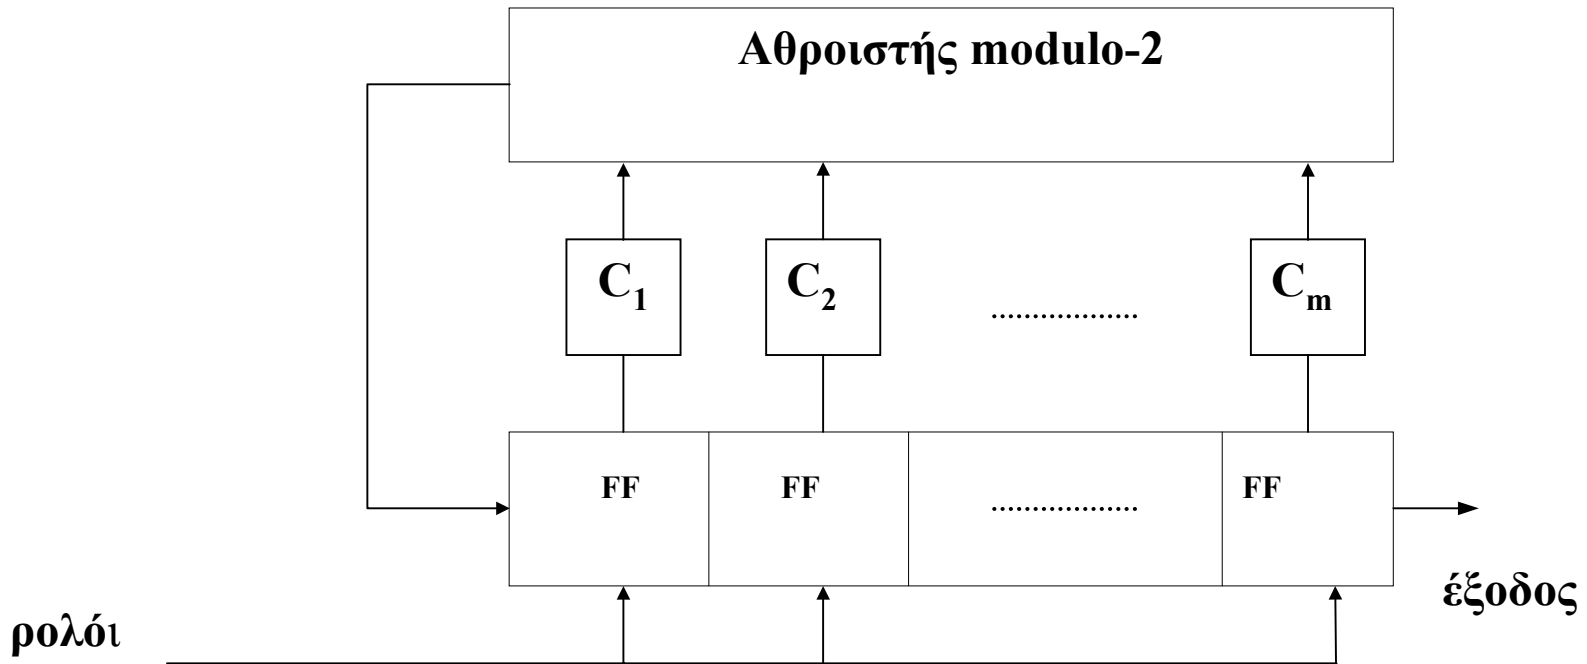 Αθροιστής modulo-2
C₁ C₂ .................. Cₘ
FF FF .................. FF
έξοδος
ρολόι